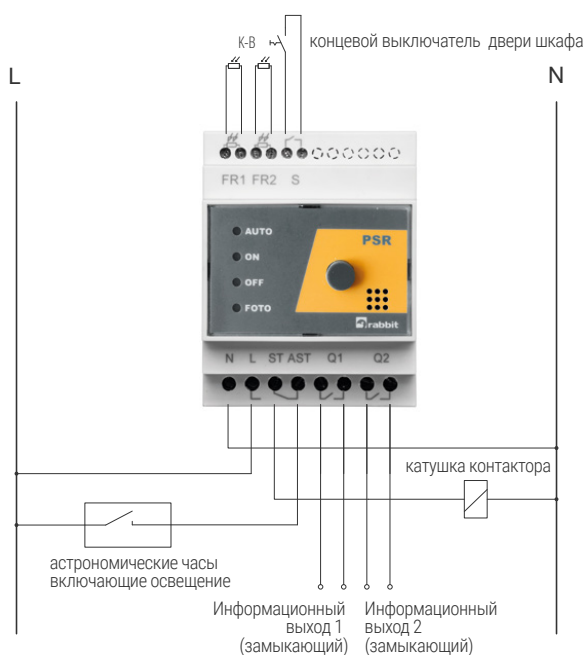 К-В
концевой выключатель двери шкафа
L
N
FR1 FR2 S
AUTO
PSR
ON
OFF
FOTO
rabbit
N L ST AST Q1 Q2
катушка контактора
астрономические часы
включающие освещение
Информационный
выход 1
(замыкающий)
Информационный
выход 2
(замыкающий)